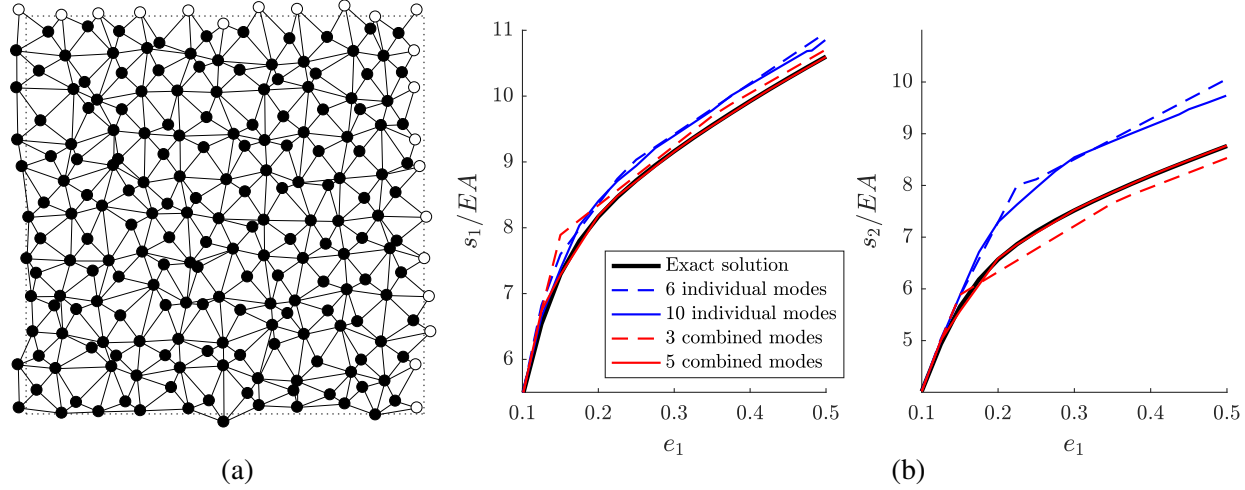 11
10
9
8
7
6
s₁/EA
0.1 0.2 0.3 0.4 0.5
e₁
Exact solution
6 individual modes
10 individual modes
3 combined modes
5 combined modes
10
9
8
7
6
5
s₂/EA
0.1 0.2 0.3 0.4 0.5
e₁
(a)
(b)